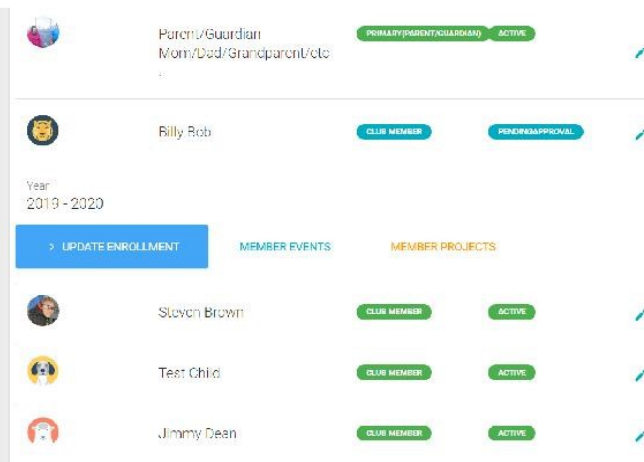 Parent/Guardian PRIMARY(PARENT/GUARDIAN) ACTIVE
Mom/Dad/Grandparent/etc
.
Billy Bob CLUB MEMBER PENDINGAPPROVAL
Year
2019 - 2020
> UPDATE ENROLLMENT MEMBER EVENTS MEMBER PROJECTS
Steven Brown CLUB MEMBER ACTIVE
Test Child CLUB MEMBER ACTIVE
Jimmy Dean CLUB MEMBER ACTIVE